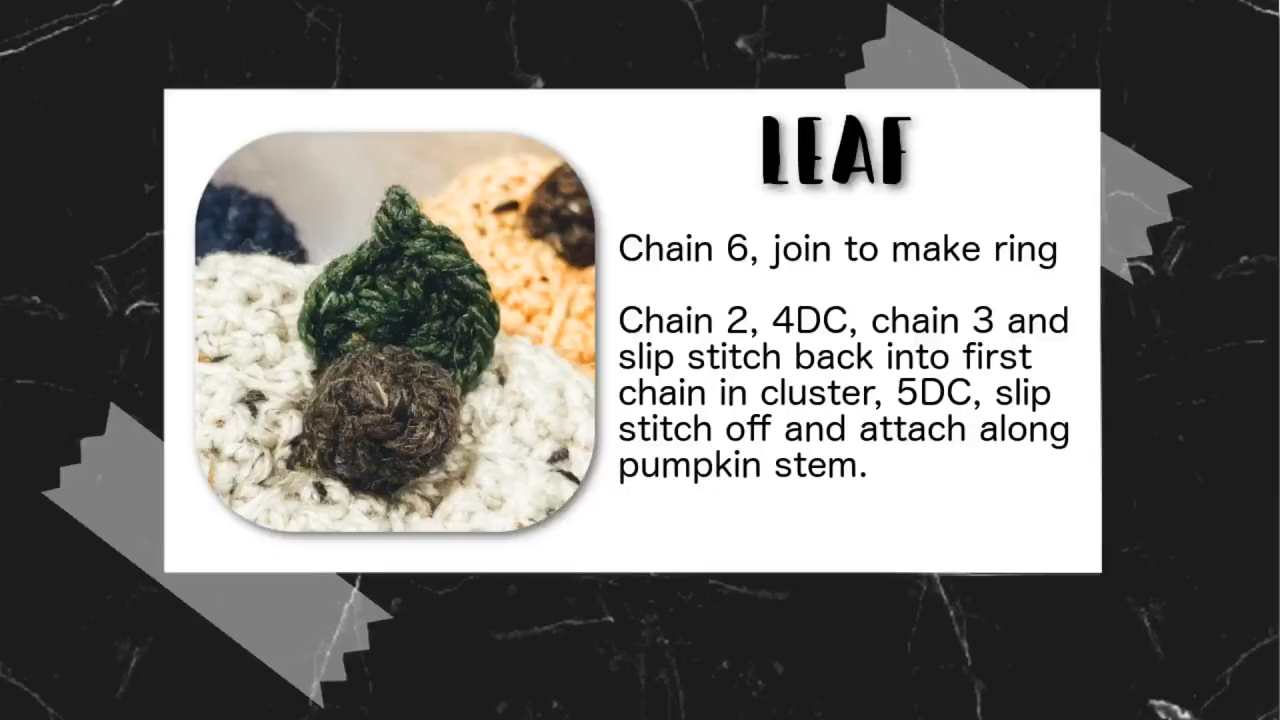 LEAF
Chain 6, join to make ring
Chain 2, 4DC, chain 3 and
slip stitch back into first
chain in cluster, 5DC, slip
stitch off and attach along
pumpkin stem.